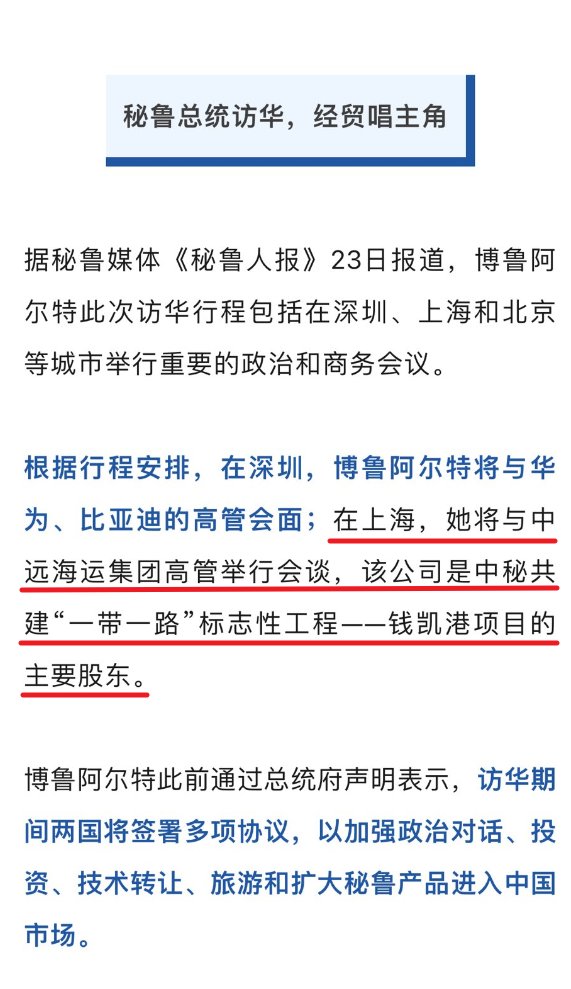 秘鲁总统访华，经贸唱主角
据秘鲁媒体《秘鲁人报》23日报道，博鲁阿
尔特此次访华行程包括在深圳、上海和北京
等城市举行重要的政治和商务会议。
根据行程安排，在深圳，博鲁阿尔特将与华
为、比亚迪的高管会面；在上海，她将与中
远海运集团高管举行会谈，该公司是中秘共
建“一带一路”标志性工程——钱凯港项目的
主要股东。
博鲁阿尔特此前通过总统府声明表示，访华期
间两国将签署多项协议，以加强政治对话、投
资、技术转让、旅游和扩大秘鲁产品进入中国
市场。